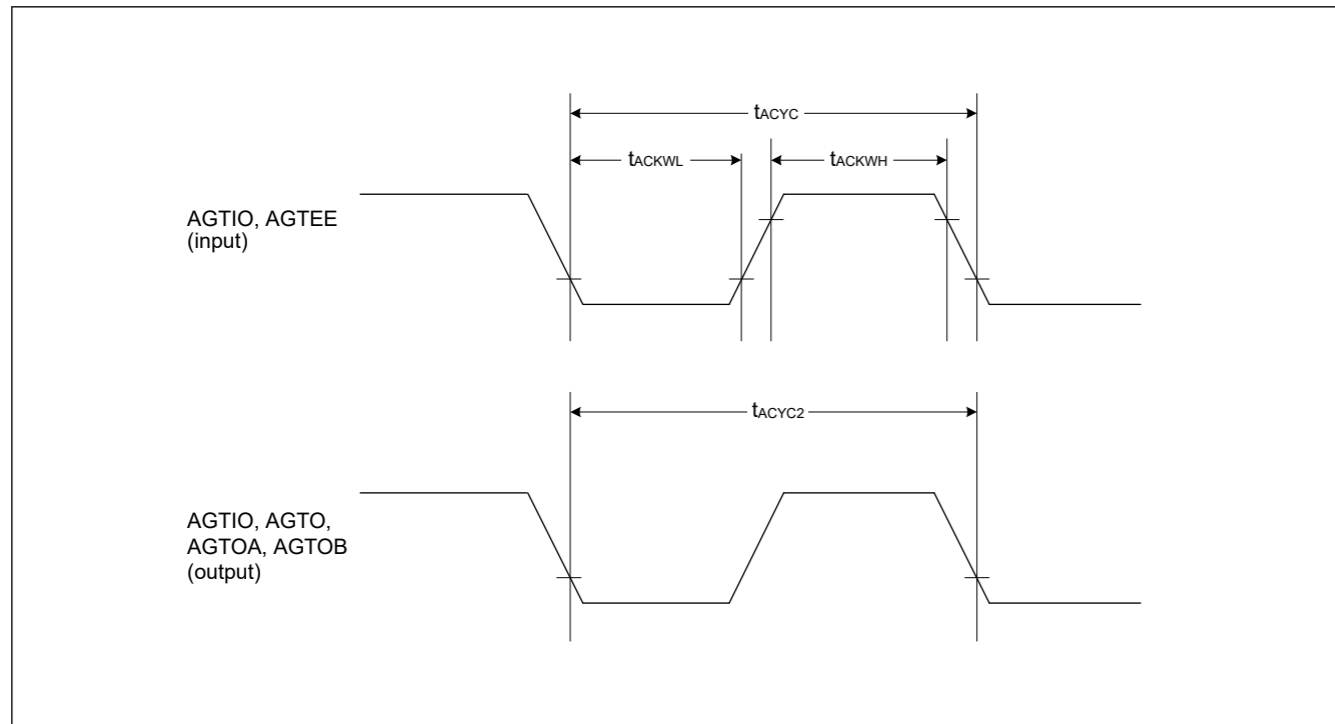 tACYC
tACKWL
tACKWH
AGTIO, AGTEE
(input)
tACYC2
AGTIO, AGTO,
AGTOA, AGTOB
(output)